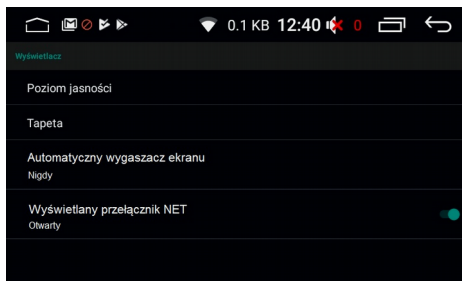 0.1 KB 12:40 0
Wyświetlacz
Poziom jasności
Tapeta
Automatyczny wygaszacz ekranu
Nigdy
Wyświetlany przełącznik NET
Otwarty